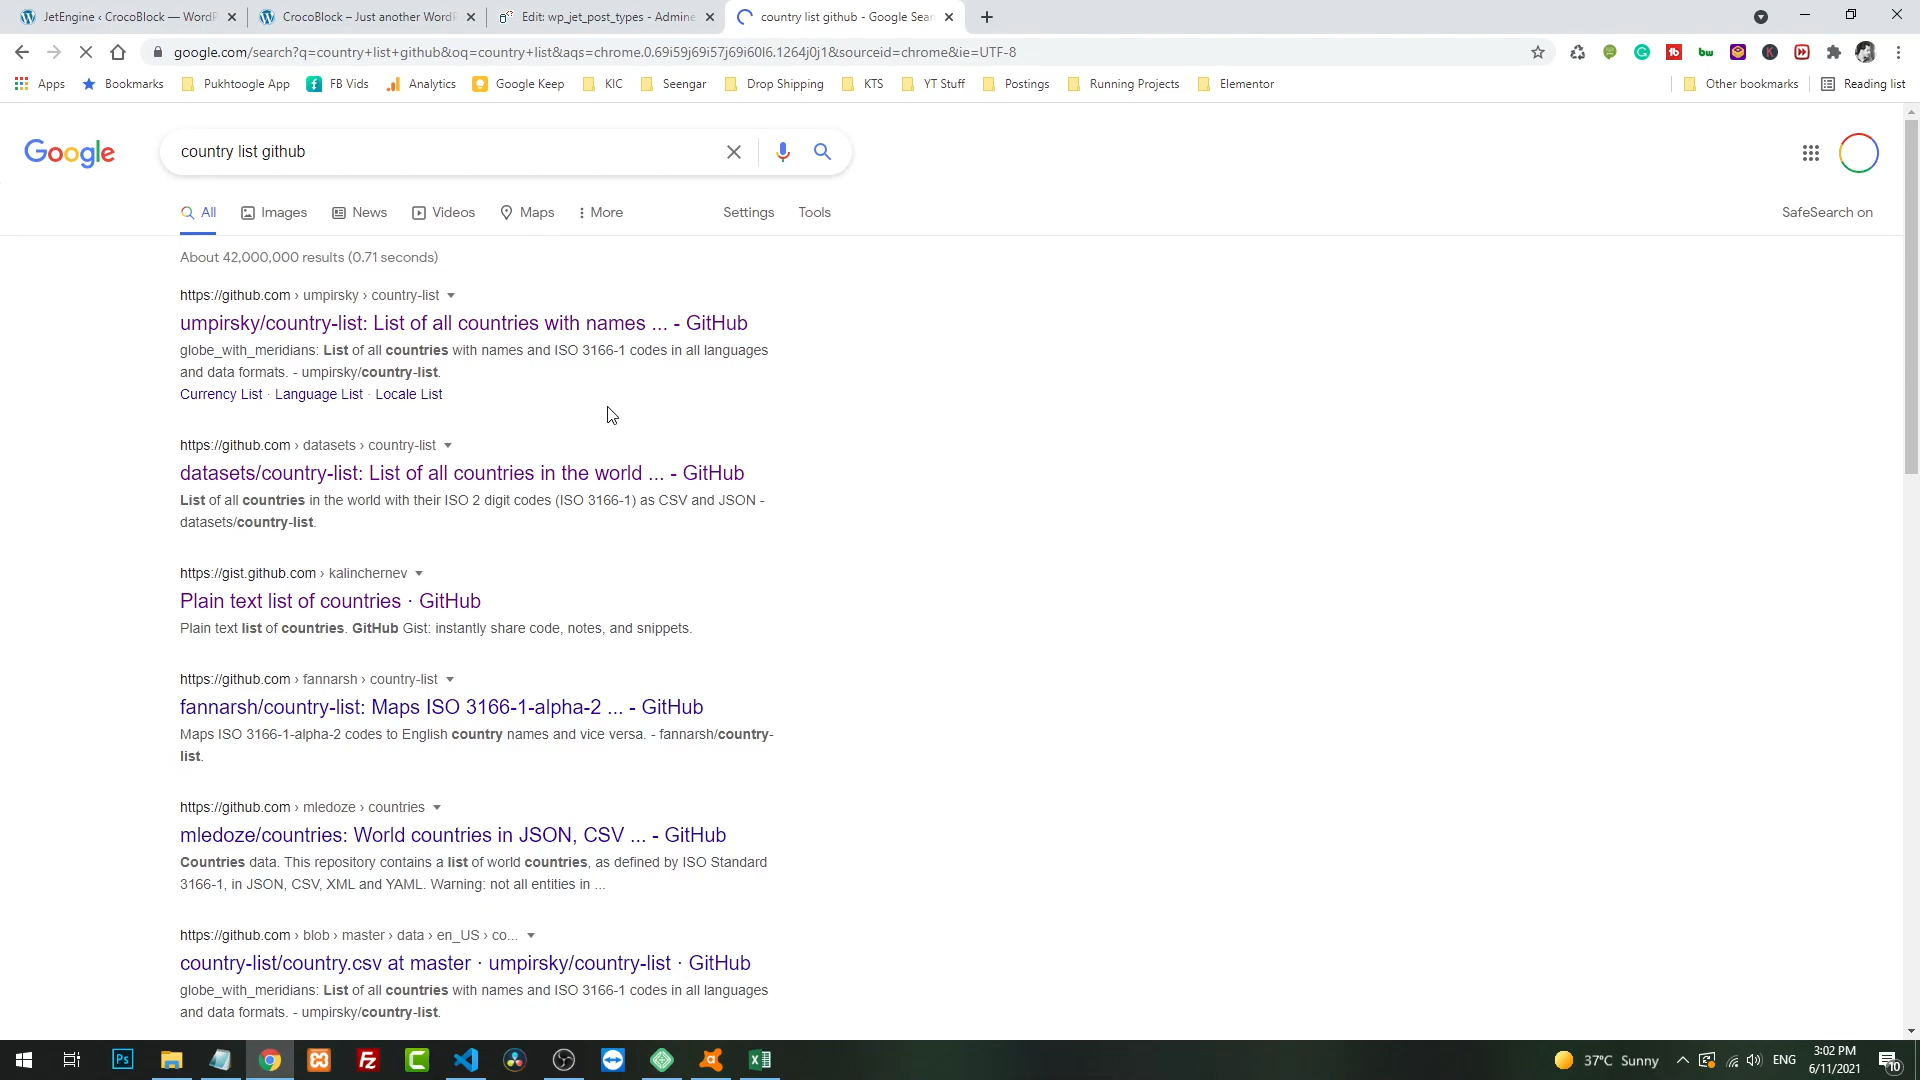 JetEngine ‹ CrocoBlock — WordP
CrocoBlock – Just another WordP
Edit: wp_jet_post_types - Admine
country list github - Google Sear
google.com/search?q=country+list+github&oq=country+list&aqs=chrome.0.69i59j69i57j69i60l6.1264j0j1&sourceid=chrome&ie=UTF-8
Apps
Bookmarks
Pukhtoogle App
FB Vids
Analytics
Google Keep
KIC
Seengar
Drop Shipping
KTS
YT Stuff
Postings
Running Projects
Elementor
Other bookmarks
Reading list
Google
country list github
All
Images
News
Videos
Maps
More
Settings
Tools
SafeSearch on
About 42,000,000 results (0.71 seconds)
https://github.com › umpirsky › country-list
umpirsky/country-list: List of all countries with names ... - GitHub
globe_with_meridians: List of all countries with names and ISO 3166-1 codes in all languages
and data formats. - umpirsky/country-list.
Currency List · Language List · Locale List
https://github.com › datasets › country-list
datasets/country-list: List of all countries in the world ... - GitHub
List of all countries in the world with their ISO 2 digit codes (ISO 3166-1) as CSV and JSON -
datasets/country-list.
https://gist.github.com › kalinchernev
Plain text list of countries · GitHub
Plain text list of countries. GitHub Gist: instantly share code, notes, and snippets.
https://github.com › fannarsh › country-list
fannarsh/country-list: Maps ISO 3166-1-alpha-2 ... - GitHub
Maps ISO 3166-1-alpha-2 codes to English country names and vice versa. - fannarsh/country-
list.
https://github.com › mledoze › countries
mledoze/countries: World countries in JSON, CSV ... - GitHub
Countries data. This repository contains a list of world countries, as defined by ISO Standard
3166-1, in JSON, CSV, XML and YAML. Warning: not all entities in ...
https://github.com › blob › master › data › en_US › co...
country-list/country.csv at master · umpirsky/country-list · GitHub
globe_with_meridians: List of all countries with names and ISO 3166-1 codes in all languages
and data formats. - umpirsky/country-list.
Ps
Fz
37°C Sunny
ENG
3:02 PM
6/11/2021
10